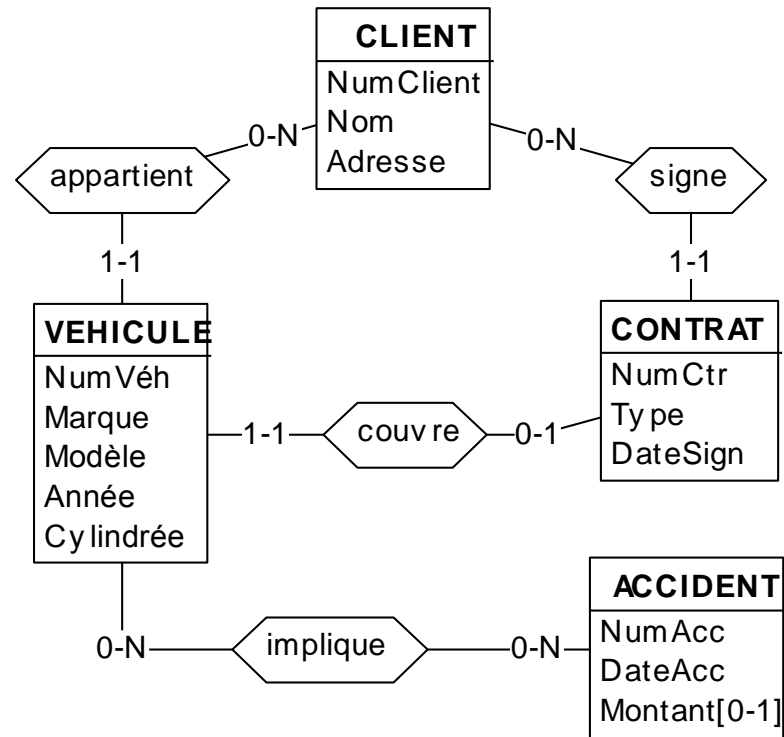 CLIENT
NumClient
Nom
Adresse
0-N
0-N
appartient
signe
1-1
1-1
VEHICULE
NumVéh
Marque
Modèle
Année
Cylindrée
CONTRAT
NumCtr
Type
DateSign
1-1
couvre
0-1
ACCIDENT
NumAcc
DateAcc
Montant[0-1]
0-N
implique
0-N